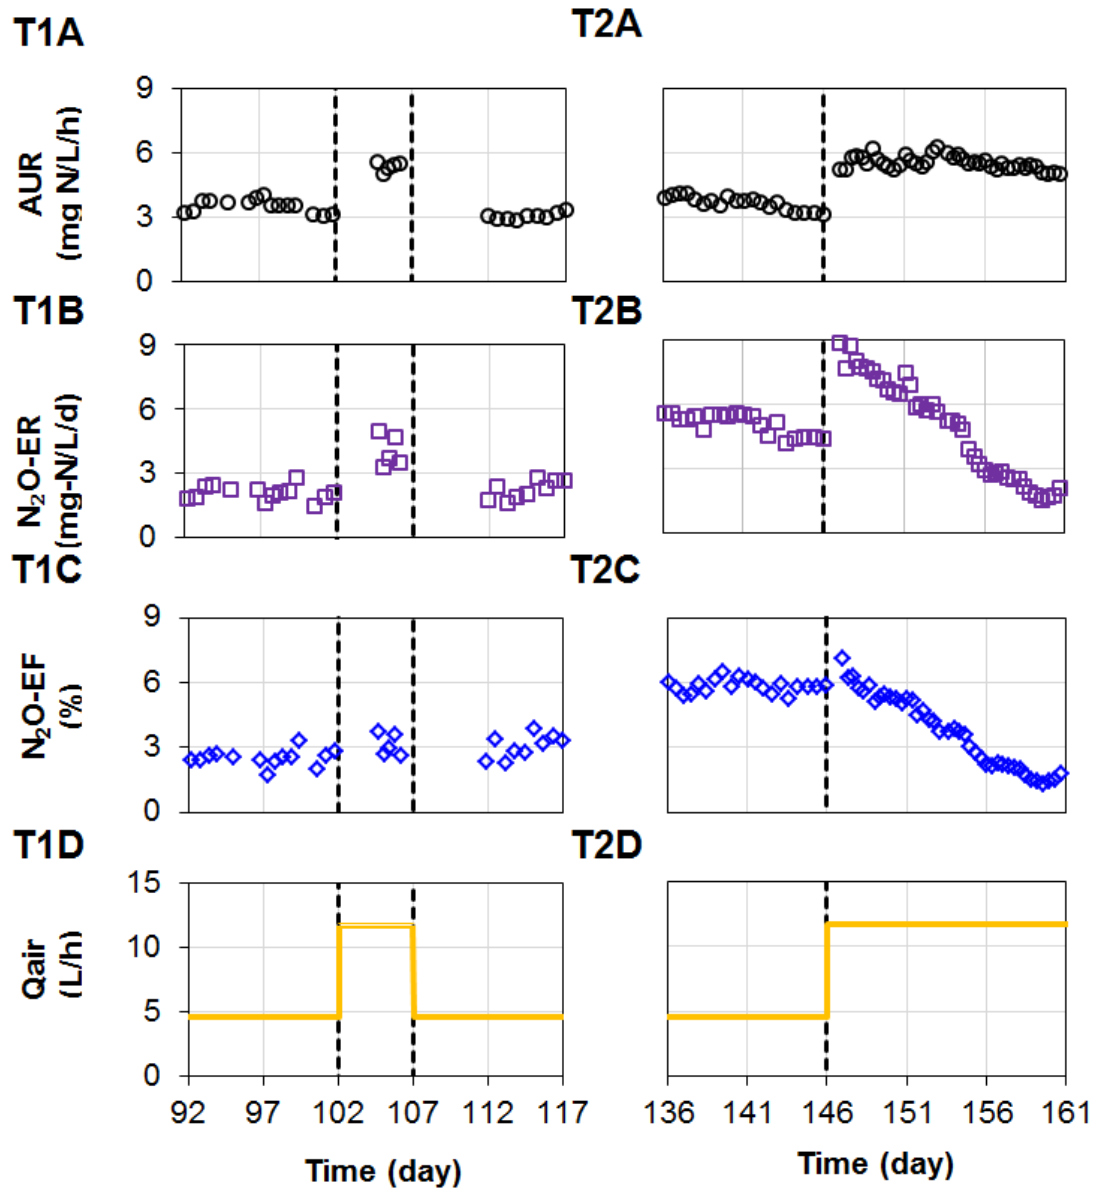 T1A
T2A
AUR
(mg N/L/h)
9
6
3
0
T1B
T2B
N₂O-ER
(mg-N/L/d)
9
6
3
0
T1C
T2C
N₂O-EF
(%)
9
6
3
0
T1D
T2D
Qair
(L/h)
15
10
5
0
92 97 102 107 112 117
136 141 146 151 156 161
Time (day)
Time (day)